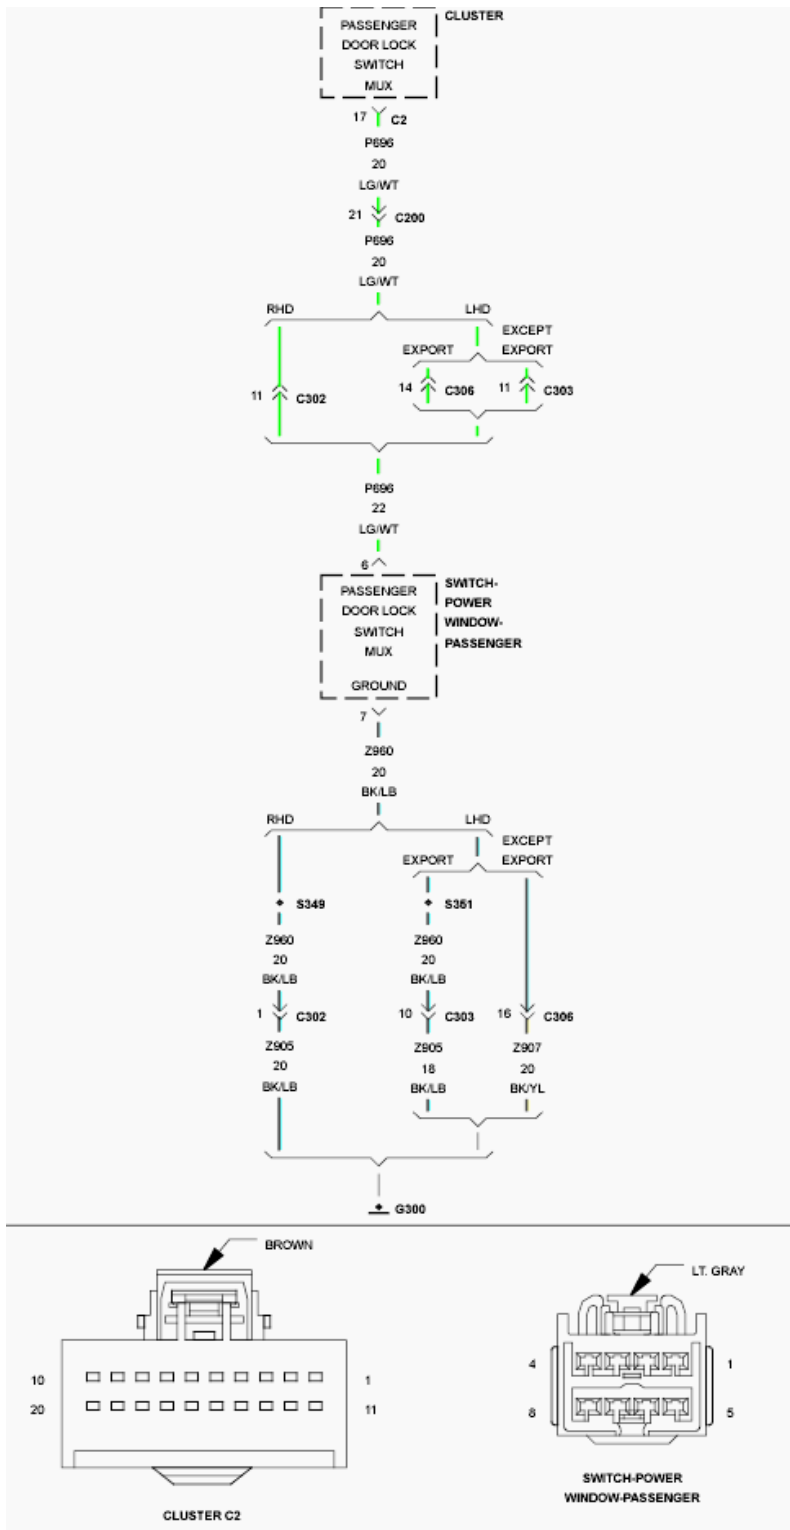 CLUSTER
PASSENGER
DOOR LOCK
SWITCH
MUX
17 C2
P696
20
LG/WT
21 C200
P696
20
LG/WT
RHD LHD
EXCEPT
EXPORT EXPORT
11 C302 14 C306 11 C303
P696
22
LG/WT
6
SWITCH-
POWER
WINDOW-
PASSENGER
PASSENGER
DOOR LOCK
SWITCH
MUX
GROUND
7
Z960
20
BK/LB
RHD LHD
EXCEPT
EXPORT EXPORT
S349 S351
Z960 Z960
20 20
BK/LB BK/LB
1 C302 10 C303 16 C306
Z905 Z905 Z907
20 18 20
BK/LB BK/LB BK/YL
G300
BROWN
10 1
20 11
CLUSTER C2
LT. GRAY
4 1
8 5
SWITCH-POWER
WINDOW-PASSENGER